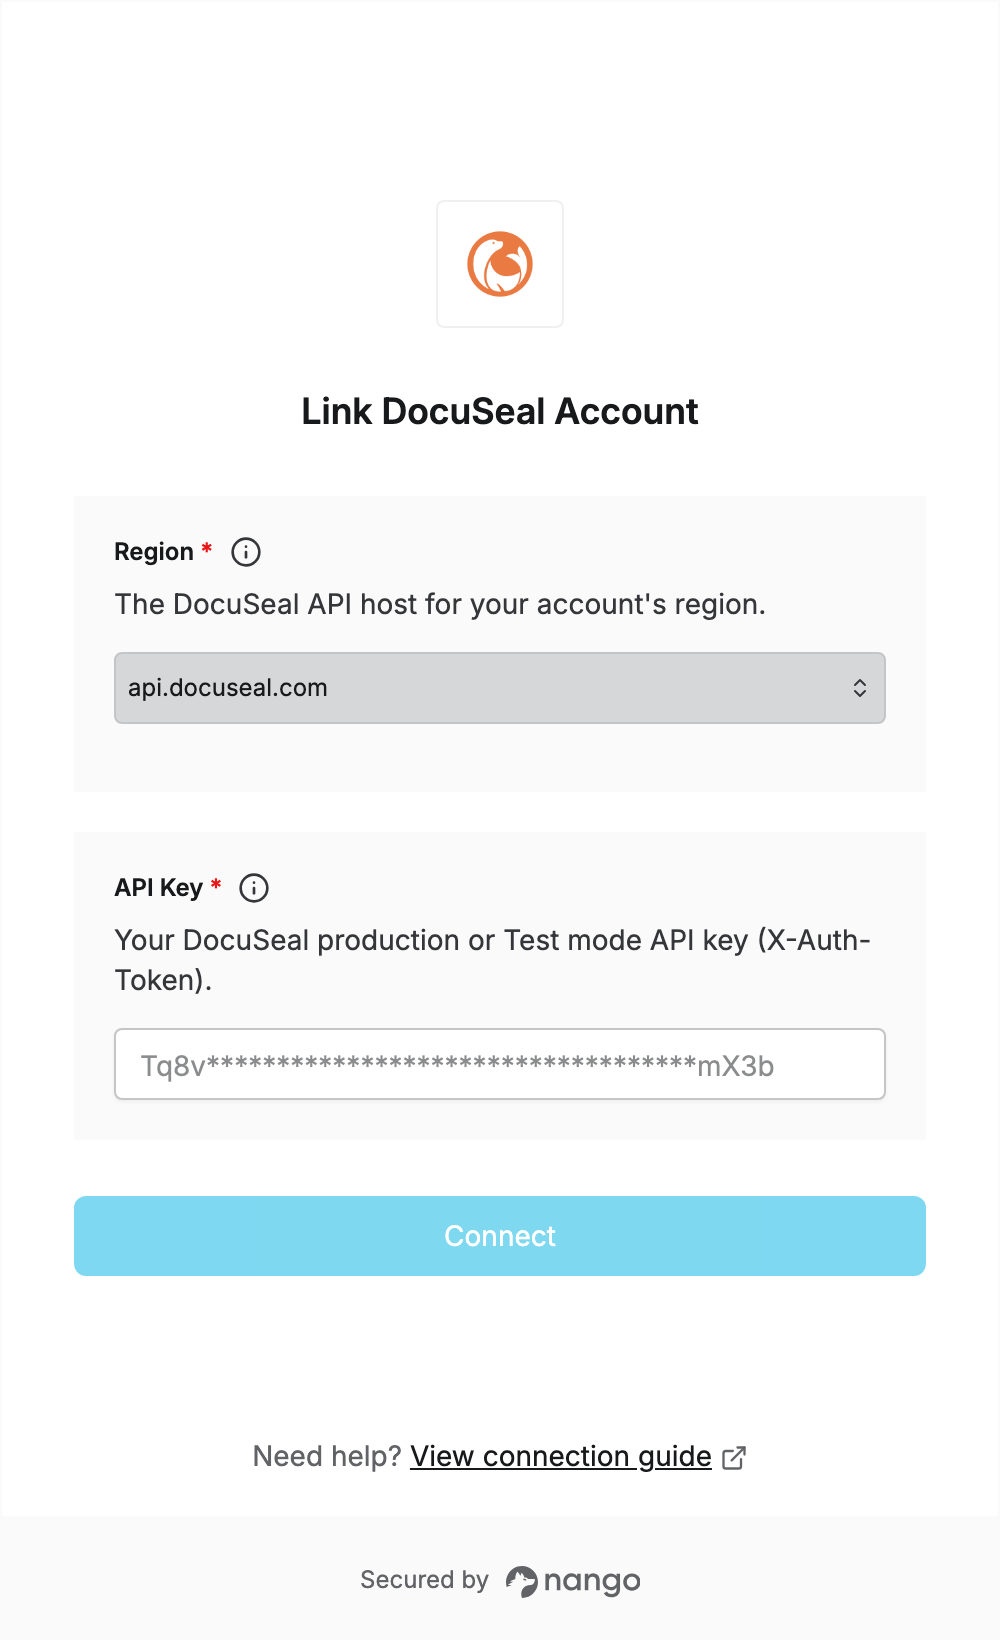 Link DocuSeal Account
Region *
The DocuSeal API host for your account's region.
api.docuseal.com
API Key *
Your DocuSeal production or Test mode API key (X-Auth-
Token).
Tq8v***********************************mX3b
Connect
Need help? View connection guide
Secured by nango